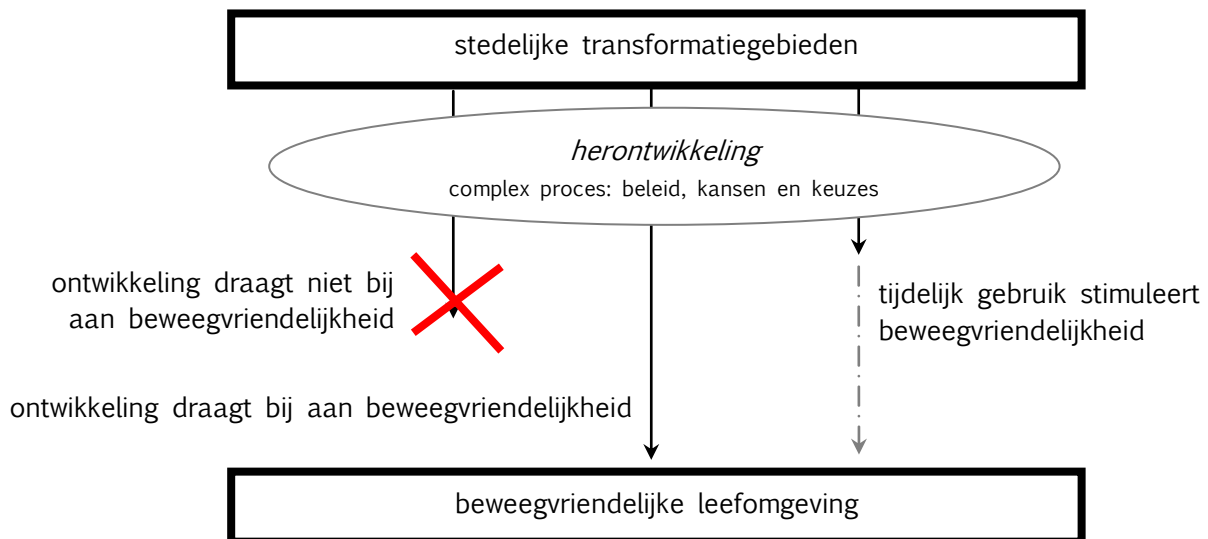 stedelijke transformatiegebieden
herontwikkeling
complex proces: beleid, kansen en keuzes
ontwikkeling draagt niet bij
aan beweegvriendelijkheid
tijdelijk gebruik stimuleert
beweegvriendelijkheid
ontwikkeling draagt bij aan beweegvriendelijkheid
beweegvriendelijke leefomgeving